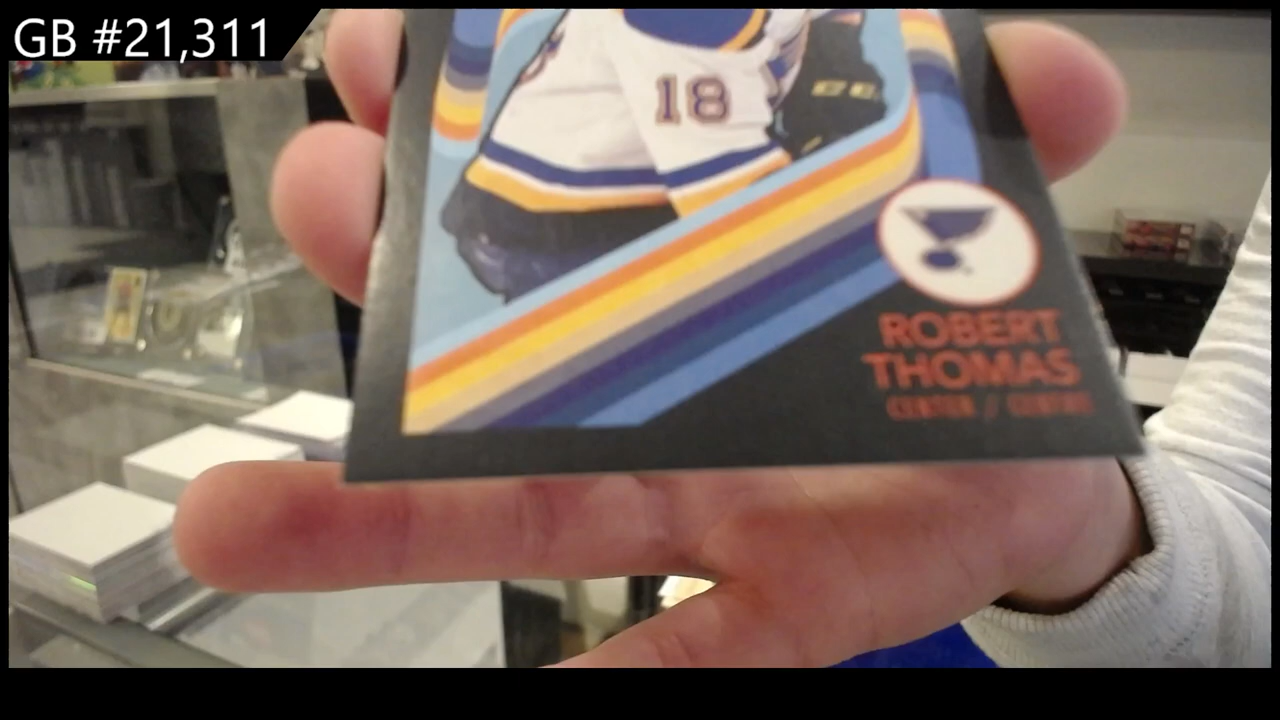 GB #21,311
18
ROBERT
THOMAS
CENTER / CENTRE